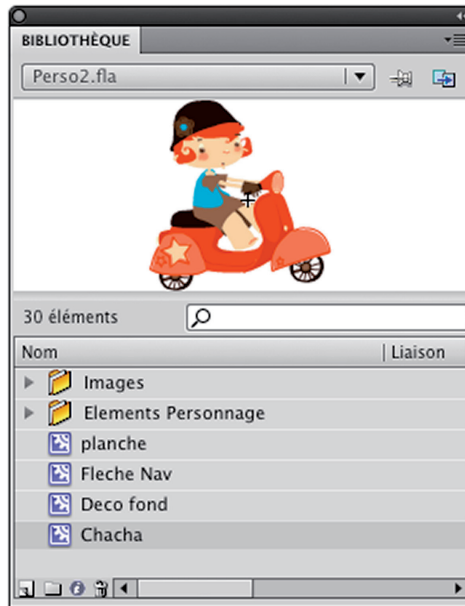 BIBLIOTHÈQUE
Perso2.fla
30 éléments
Nom Liaison
Images
Elements Personnage
planche
Fleche Nav
Deco fond
Chacha